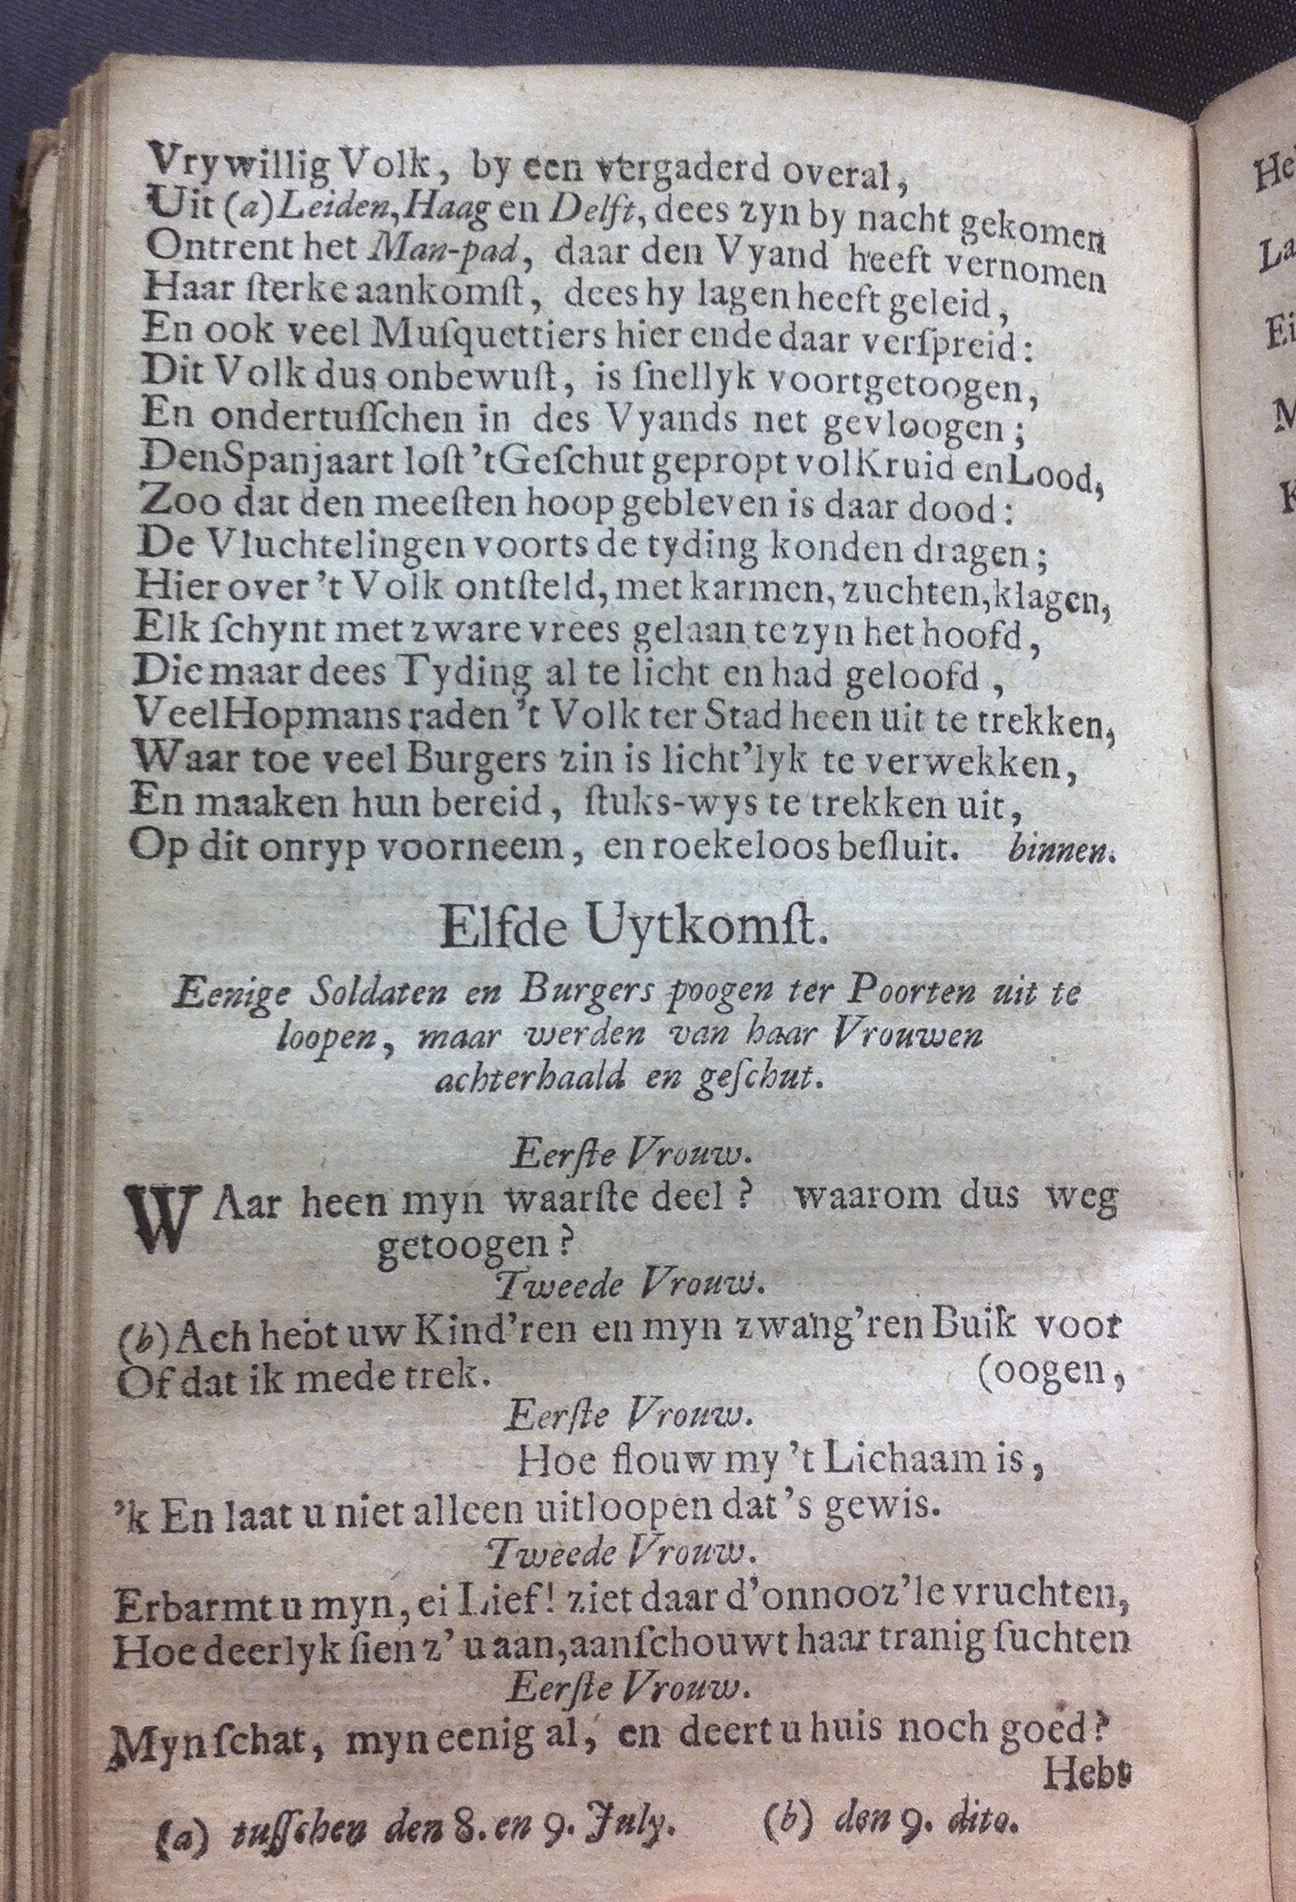 Vrywillig Volk, by een vergaderd overal,
Uit (a) Leiden, Haag en Delft, dees zyn by nacht gekomen
Ontrent het Man-pad, daar den Vyand heeft vernomen
Haar ſterke aankomſt, dees hy lagen heeft geleid,
En ook veel Muſquettiers hier ende daar verſpreid:
Dit Volk dus onbewuſt, is ſnellyk voortgetoogen,
En ondertuſſchen in des Vyands net gevloogen;
Den Spanjaart loſt 't Geſchut gepropt vol Kruid en Lood,
Zoo dat den meeſten hoop gebleven is daar dood:
De Vluchtelingen voorts de tyding konden dragen;
Hier over 't Volk ontſteld, met karmen, zuchten, klagen,
Elk ſchynt met zware vrees gelaan te zyn het hoofd,
Die maar dees Tyding al te licht en had geloofd,
Veel Hopmans raden 't Volk ter Stad heen uit te trekken,
Waar toe veel Burgers zin is licht'lyk te verwekken,
En maaken hun bereid, ſtuks-wys te trekken uit,
Op dit onryp voorneem, en roekeloos beſluit. binnen.
Elfde Uytkomſt.
Eenige Soldaten en Burgers poogen ter Poorten uit te
loopen, maar werden van haar Vrouwen
achterhaald en geſchut.
Eerſte Vrouw.
WAar heen myn waarſte deel? waarom dus weg
getoogen?
Tweede Vrouw.
(b) Ach hebt uw Kind'ren en myn zwang'ren Buik voor
Of dat ik mede trek. (oogen,
Eerſte Vrouw.
Hoe flouw my 't Lichaam is,
'k En laat u niet alleen uitloopen dat 's gewis.
Tweede Vrouw.
Erbarmt u myn, ei Lief! ziet daar d'onnooz'le vruchten,
Hoe deerlyk ſien z' u aan, aanſchouwt haar tranig ſuchten
Eerſte Vrouw.
Myn ſchat, myn eenig al, en deert u huis noch goed?
Hebt
(a) tuſſchen den 8. en 9. July. (b) den 9. dito.